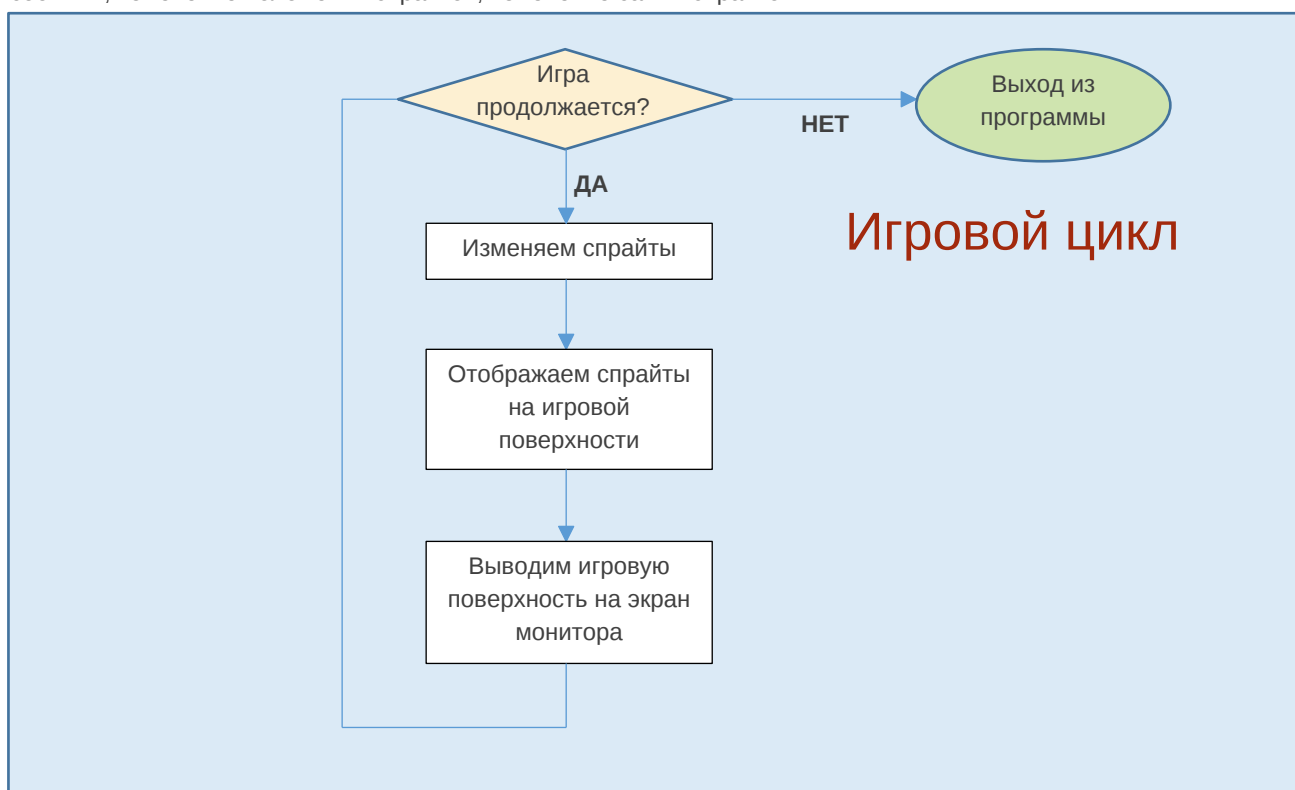 Игра
продолжается?
Выход из
программы
НЕТ
ДА
Игровой цикл
Изменяем спрайты
Отображаем спрайты
на игровой
поверхности
Выводим игровую
поверхность на экран
монитора